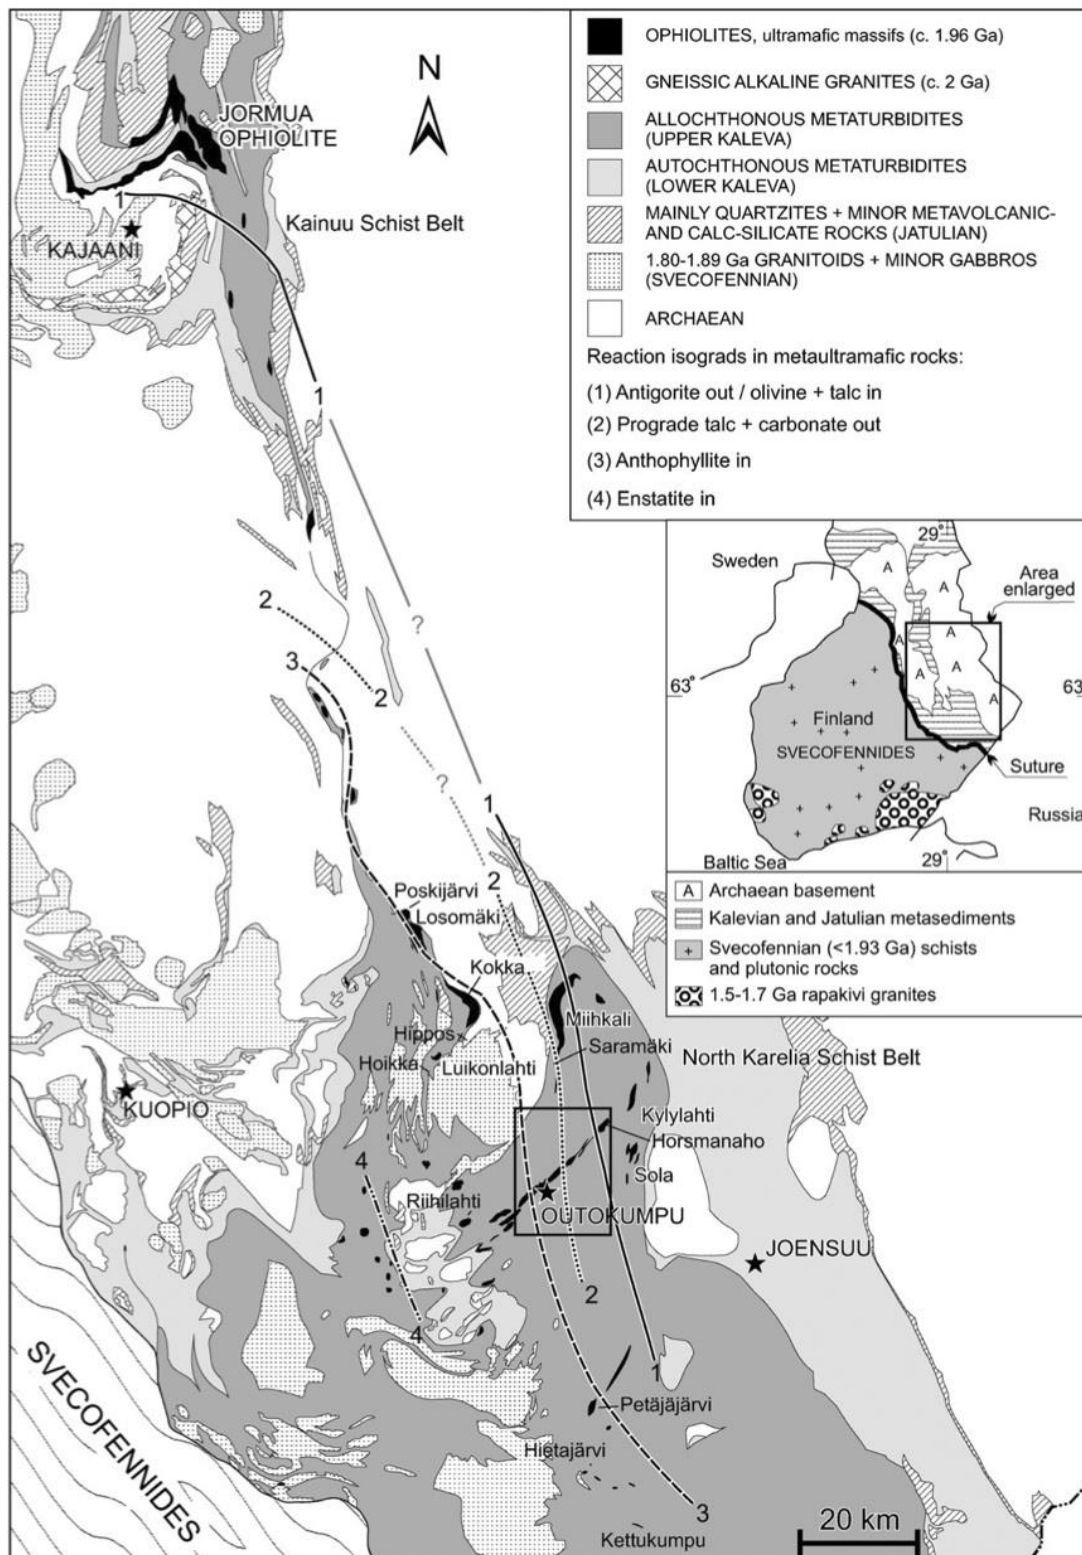 OPHIOLITES, ultramafic massifs (c. 1.96 Ga)
GNEISSIC ALKALINE GRANITES (c. 2 Ga)
ALLOCHTHONOUS METATURBIDITES
(UPPER KALEVA)
AUTOCHTHONOUS METATURBIDITES
(LOWER KALEVA)
MAINLY QUARTZITES + MINOR METAVOLCANIC-
AND CALC-SILICATE ROCKS (JATULIAN)
1.80-1.89 Ga GRANITOIDS + MINOR GABBROS
(SVECOFENNIAN)
ARCHAEAN
Reaction isograds in metaultramafic rocks:
(1) Antigorite out / olivine + talc in
(2) Prograde talc + carbonate out
(3) Anthophyllite in
(4) Enstatite in
N
JORMUA
OPHIOLITE
1
KAJAANI
Kainuu Schist Belt
1
2
?
3
2
?
1
2
Poskijärvi
Losomäki
Kokka
Miihkali
Hippos
Saramäki
Hoikka
Luikonlahti
North Karelia Schist Belt
KUOPIO
Kylylahti
Horsmanaho
4
Sola
Riihilahti
OUTOKUMPU
JOENSUU
2
4
1
Petäjäjärvi
Hietajärvi
3
Kettukumpu
SVECOFENNIDES
20 km
29°
Sweden
A
A
Area
enlarged
A
A
A
A
A
A
63°
63°
Finland
SVECOFENNIDES
Suture
Russia
Baltic Sea
29°
A Archaean basement
Kalevian and Jatulian metasediments
+ Svecofennian (<1.93 Ga) schists
and plutonic rocks
1.5-1.7 Ga rapakivi granites